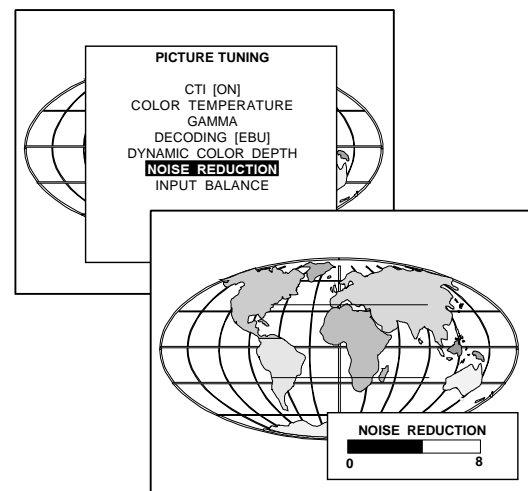 PICTURE TUNING
CTI [ON]
COLOR TEMPERATURE
GAMMA
DECODING [EBU]
DYNAMIC COLOR DEPTH
NOISE REDUCTION
INPUT BALANCE
NOISE REDUCTION
0 8